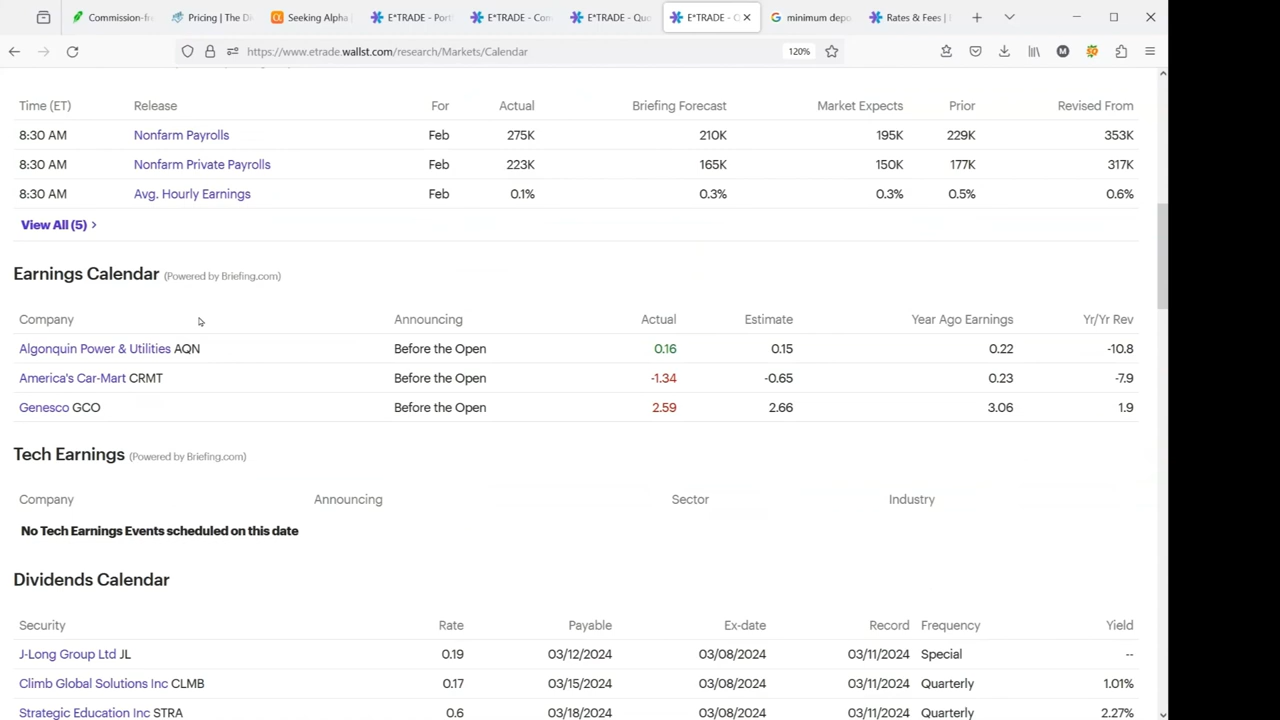 Commission-fr
Pricing | The Di
Seeking Alpha |
E*TRADE - Port
E*TRADE - Com
E*TRADE - Quo
E*TRADE - Q
minimum depo
Rates & Fees |
https://www.etrade.wallst.com/research/Markets/Calendar
120%
Time (ET) Release For Actual Briefing Forecast Market Expects Prior Revised From
8:30 AM Nonfarm Payrolls Feb 275K 210K 195K 229K 353K
8:30 AM Nonfarm Private Payrolls Feb 223K 165K 150K 177K 317K
8:30 AM Avg. Hourly Earnings Feb 0.1% 0.3% 0.3% 0.5% 0.6%
View All (5) >
Earnings Calendar (Powered by Briefing.com)
Company Announcing Actual Estimate Year Ago Earnings Yr/Yr Rev
Algonquin Power & Utilities AQN Before the Open 0.16 0.15 0.22 -10.8
America's Car-Mart CRMT Before the Open -1.34 -0.65 0.23 -7.9
Genesco GCO Before the Open 2.59 2.66 3.06 1.9
Tech Earnings (Powered by Briefing.com)
Company Announcing Sector Industry
No Tech Earnings Events scheduled on this date
Dividends Calendar
Security Rate Payable Ex-date Record Frequency Yield
J-Long Group Ltd JL 0.19 03/12/2024 03/08/2024 03/11/2024 Special --
Climb Global Solutions Inc CLMB 0.17 03/15/2024 03/08/2024 03/11/2024 Quarterly 1.01%
Strategic Education Inc STRA 0.6 03/18/2024 03/08/2024 03/11/2024 Quarterly 2.27%